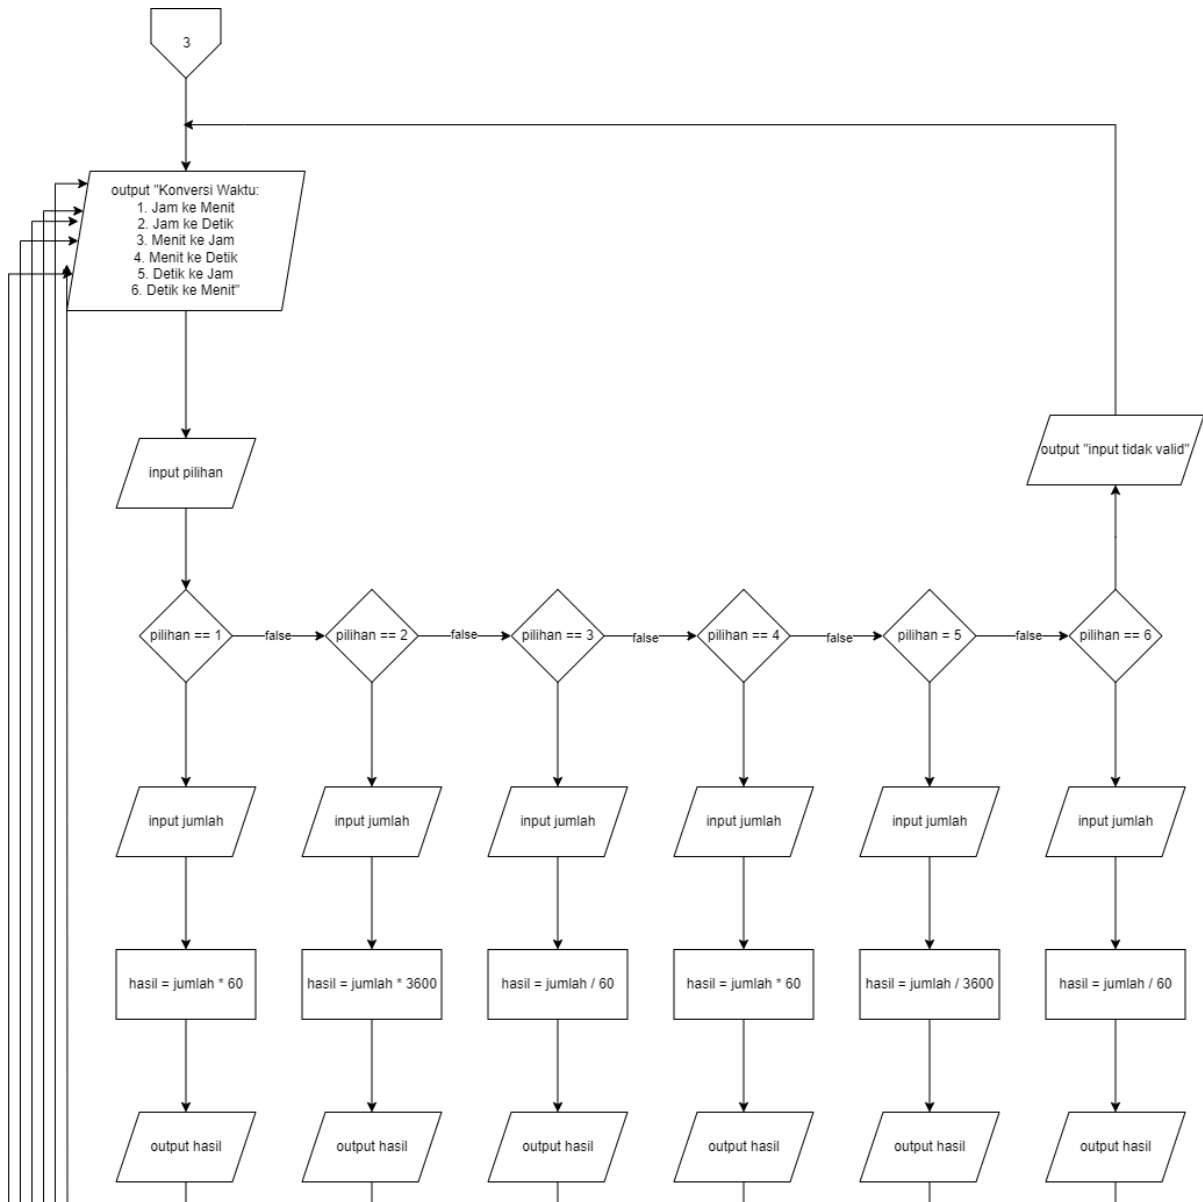 3
output "Konversi Waktu:
1. Jam ke Menit
2. Jam ke Detik
3. Menit ke Jam
4. Menit ke Detik
5. Detik ke Jam
6. Detik ke Menit"
input pilihan
output "input tidak valid"
pilihan == 1
false
pilihan == 2
false
pilihan == 3
false
pilihan == 4
false
pilihan = 5
false
pilihan == 6
input jumlah
input jumlah
input jumlah
input jumlah
input jumlah
input jumlah
hasil = jumlah * 60
hasil = jumlah * 3600
hasil = jumlah / 60
hasil = jumlah * 60
hasil = jumlah / 3600
hasil = jumlah / 60
output hasil
output hasil
output hasil
output hasil
output hasil
output hasil